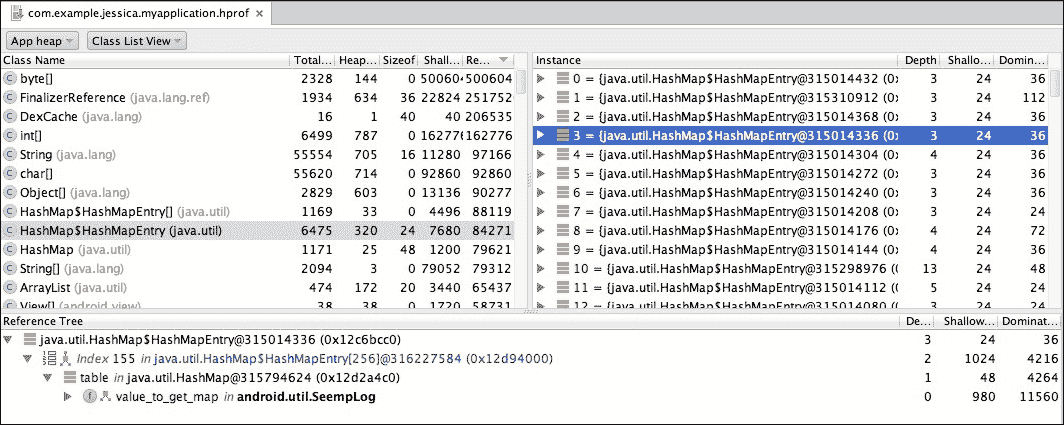 com.example.jessica.myapplication.hprof
App heap Class List View
Class Name Total... Heap... Sizeof Shall... Re...
byte[] 2328 144 0 50060 500604
FinalizerReference (java.lang.ref) 1934 634 36 22824 251752
DexCache (java.lang) 16 1 40 40 206535
int[] 6499 787 0 16277 162776
String (java.lang) 55554 705 16 11280 97166
char[] 55620 714 0 92860 92860
Object[] (java.lang) 2829 603 0 13136 90277
HashMap$HashMapEntry[] (java.util) 1169 33 0 4496 88119
HashMap$HashMapEntry (java.util) 6475 320 24 7680 84271
HashMap (java.util) 1171 25 48 1200 79621
String[] (java.lang) 2094 3 0 79052 79312
ArrayList (java.util) 474 172 20 3440 65437
View[] (android.view) 38 38 0 1720 58731
Instance Depth Shallo... Domin...
0 = {java.util.HashMap$HashMapEntry@315014432 (0x 3 24 36
1 = {java.util.HashMap$HashMapEntry@315310912 (0x 3 24 112
2 = {java.util.HashMap$HashMapEntry@315014368 (0x 3 24 36
3 = {java.util.HashMap$HashMapEntry@315014336 (0x 3 24 36
4 = {java.util.HashMap$HashMapEntry@315014304 (0x 4 24 36
5 = {java.util.HashMap$HashMapEntry@315014272 (0x 3 24 36
6 = {java.util.HashMap$HashMapEntry@315014240 (0x 3 24 36
7 = {java.util.HashMap$HashMapEntry@315014208 (0x 3 24 36
8 = {java.util.HashMap$HashMapEntry@315014176 (0x 4 24 72
9 = {java.util.HashMap$HashMapEntry@315014144 (0x 4 24 36
10 = {java.util.HashMap$HashMapEntry@315298976 (0 13 24 48
11 = {java.util.HashMap$HashMapEntry@315014112 (0 5 24 24
12 = {java.util.HashMap$HashMapEntry@315014080 (0 3 24 36
Reference Tree De... Shallow... Dominat...
java.util.HashMap$HashMapEntry@315014336 (0x12c6bcc0) 3 24 36
Index 155 in java.util.HashMap$HashMapEntry[256]@316227584 (0x12d94000) 2 1024 4216
table in java.util.HashMap@315794624 (0x12d2a4c0) 1 48 4264
value_to_get_map in android.util.SeempLog 0 980 11560